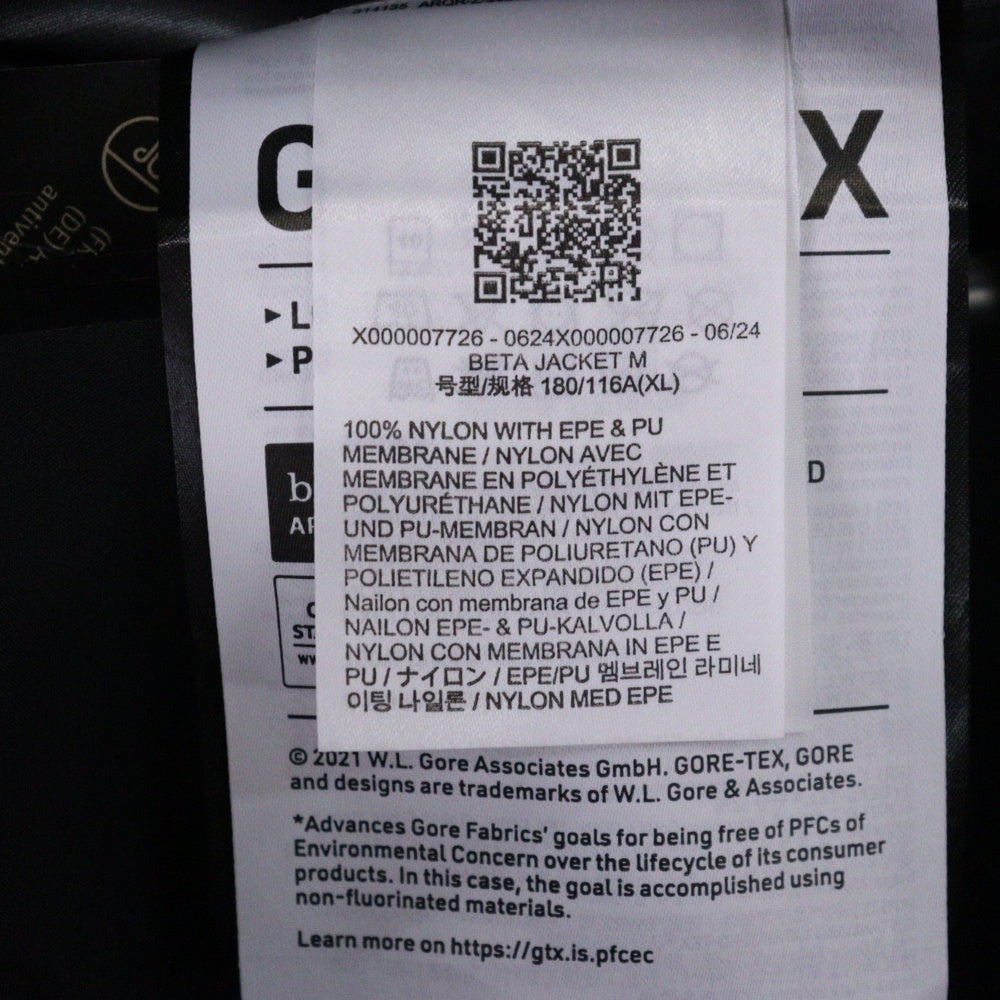 G X
X000007726 - 0624X000007726 - 06/24
BETA JACKET M
号型/规格 180/116A(XL)
100% NYLON WITH EPE & PU
MEMBRANE / NYLON AVEC
MEMBRANE EN POLYÉTHYLÈNE ET
POLYURÉTHANE / NYLON MIT EPE-
UND PU-MEMBRAN / NYLON CON
MEMBRANA DE POLIURETANO (PU) Y
POLIETILENO EXPANDIDO (EPE) /
Nailon con membrana de EPE y PU /
NAILON EPE- & PU-KALVOLLA /
NYLON CON MEMBRANA IN EPE E
PU / ナイロン / EPE/PU 멤브레인 라미네
이팅 나일론 / NYLON MED EPE
© 2021 W.L. Gore Associates GmbH. GORE-TEX, GORE
and designs are trademarks of W.L. Gore & Associates.
*Advances Gore Fabrics' goals for being free of PFCs of
Environmental Concern over the lifecycle of its consumer
products. In this case, the goal is accomplished using
non-fluorinated materials.
Learn more on https://gtx.is.pfcec